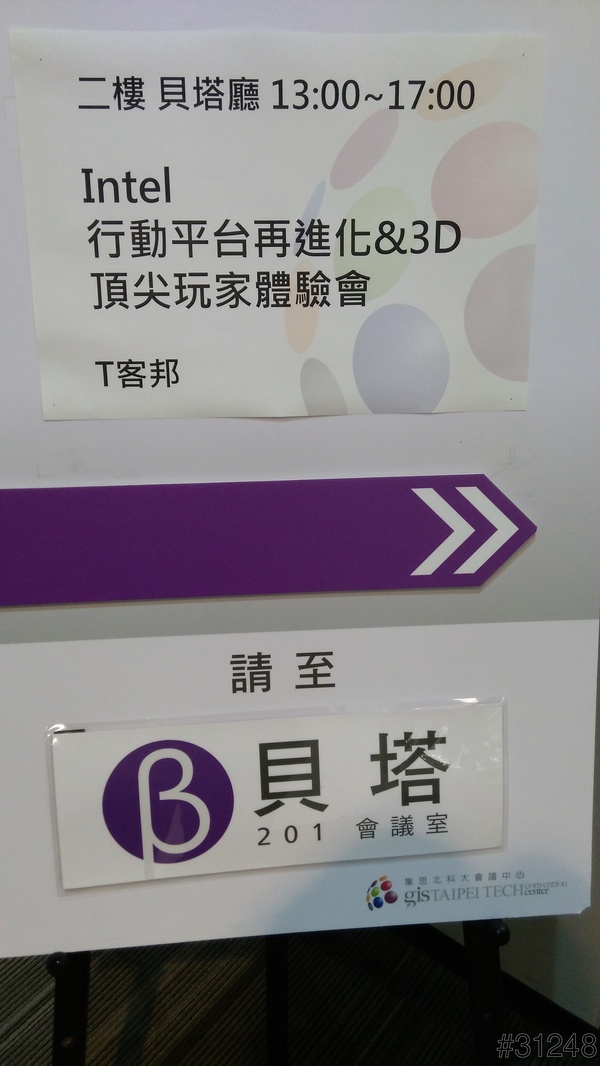 二樓 貝塔廳 13:00~17:00
Intel
行動平台再進化&3D
頂尖玩家體驗會
T客邦
請至
β 貝塔
201 會議室
集思北科大會議中心
gisTAIPEI TECH convention center
#31248